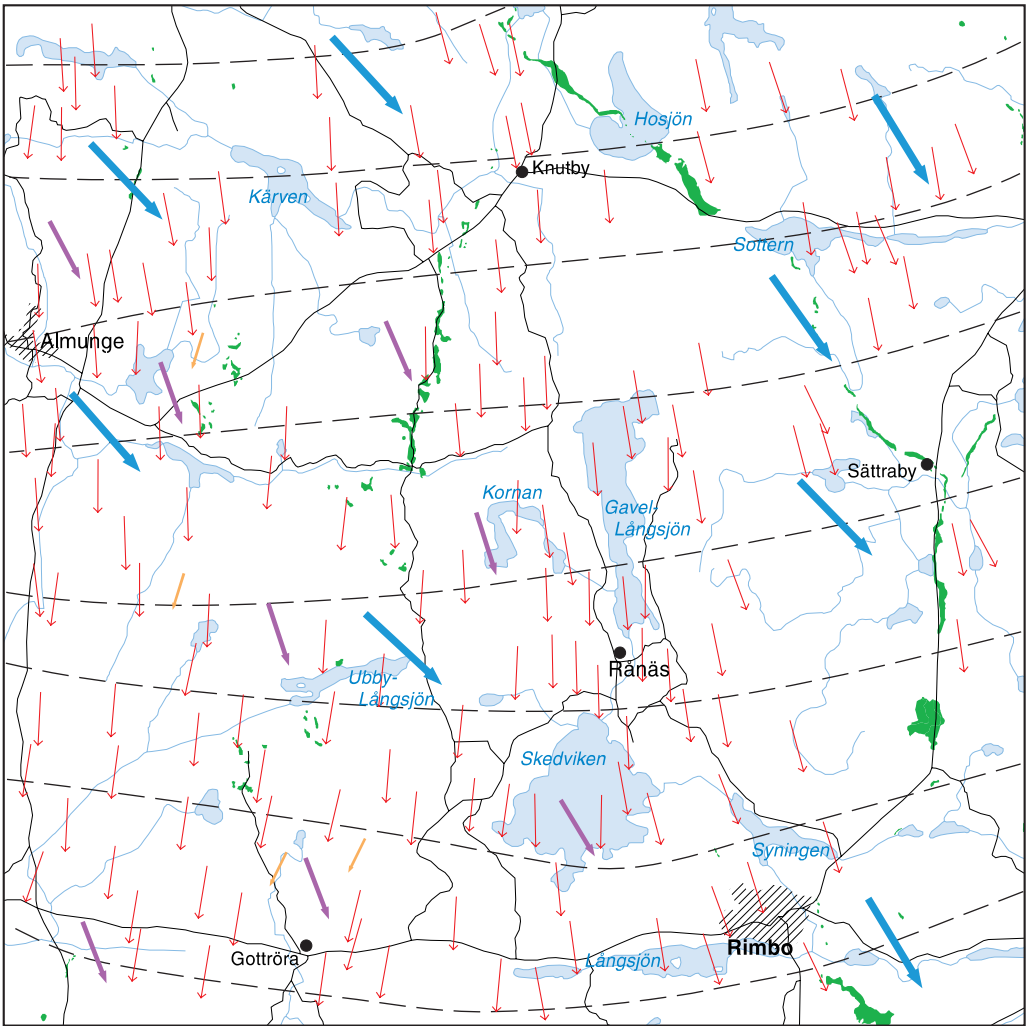 Hosjön
Knutby
Kärven
Sottern
Almunge
Sättraby
Kornan
Gavel-
Långsjön
Rånäs
Ubby-
Långsjön
Skedviken
Syningen
Rimbo
Gottröra
Långsjön